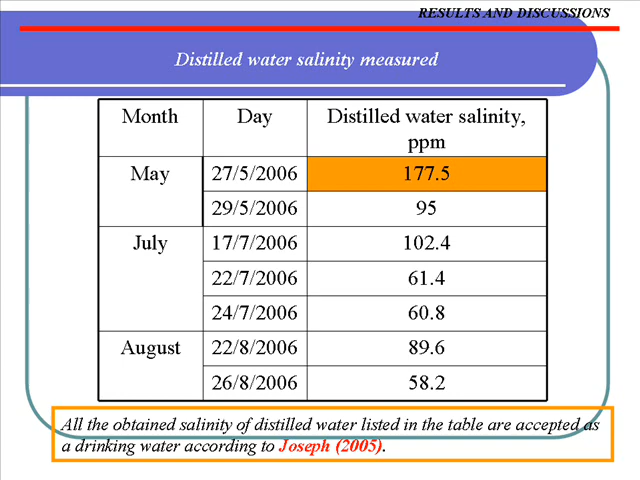 RESULTS AND DISCUSSIONS
Distilled water salinity measured
Month Day Distilled water salinity,
ppm
May 27/5/2006 177.5
29/5/2006 95
July 17/7/2006 102.4
22/7/2006 61.4
24/7/2006 60.8
August 22/8/2006 89.6
26/8/2006 58.2
All the obtained salinity of distilled water listed in the table are accepted as
a drinking water according to Joseph (2005).